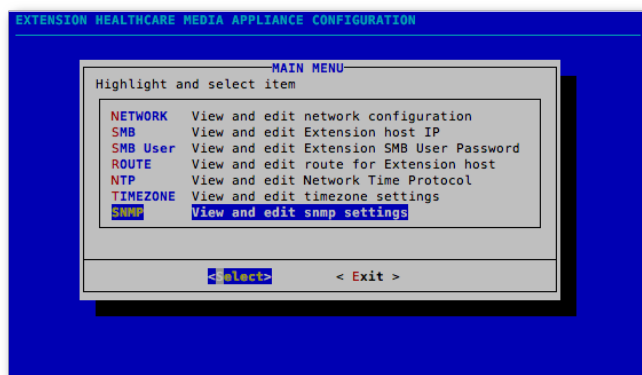 EXTENSION HEALTHCARE MEDIA APPLIANCE CONFIGURATION
MAIN MENU
Highlight and select item
NETWORK View and edit network configuration
SMB View and edit Extension host IP
SMB User View and edit Extension SMB User Password
ROUTE View and edit route for Extension host
NTP View and edit Network Time Protocol
TIMEZONE View and edit timezone settings
SNMP View and edit snmp settings
<Select> < Exit >